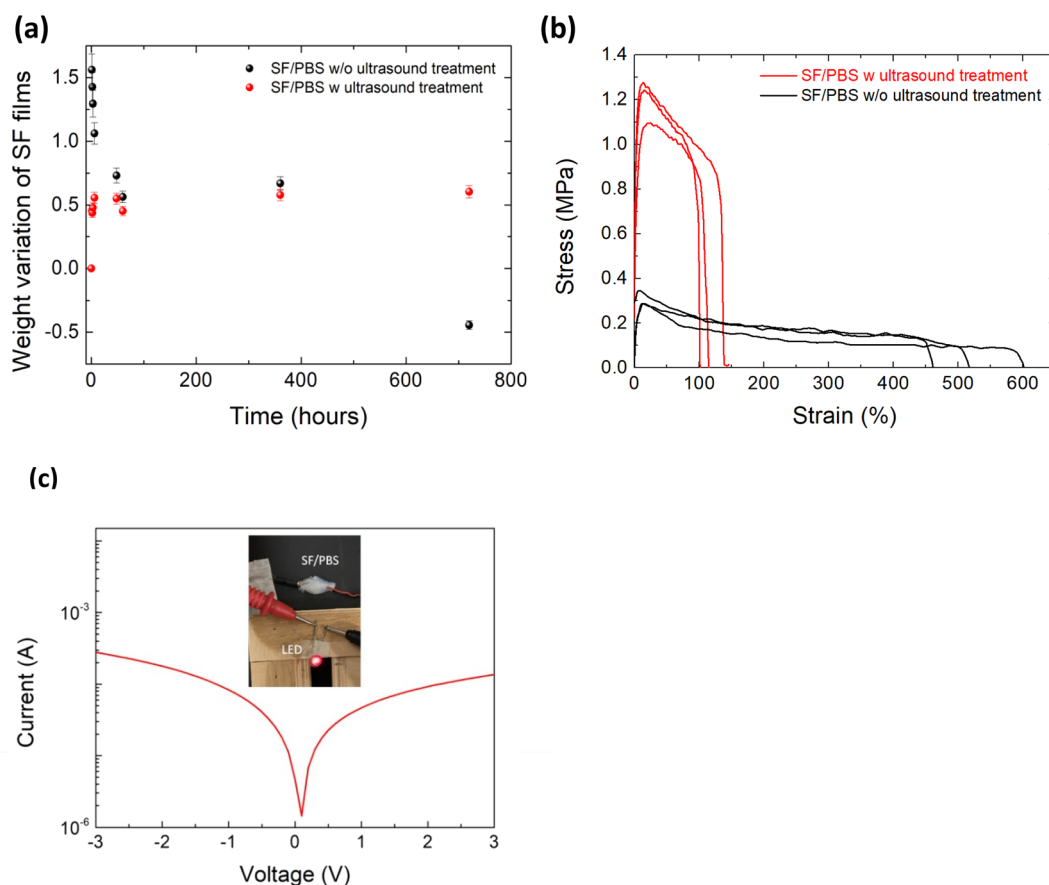 (a)
Weight variation of SF films
1.5
1.0
0.5
0.0
-0.5
SF/PBS w/o ultrasound treatment
SF/PBS w ultrasound treatment
0 200 400 600 800
Time (hours)
(b)
Stress (MPa)
1.4
1.2
1.0
0.8
0.6
0.4
0.2
0.0
SF/PBS w ultrasound treatment
SF/PBS w/o ultrasound treatment
0 100 200 300 400 500 600
Strain (%)
(c)
Current (A)
10-3
10-6
SF/PBS
LED
-3 -2 -1 0 1 2 3
Voltage (V)